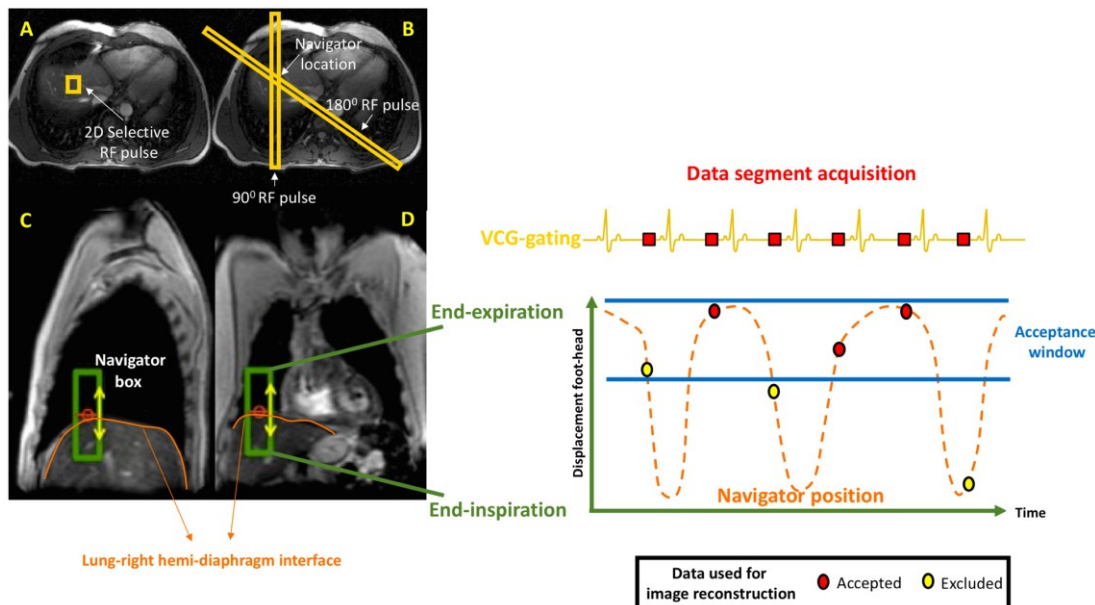 A
B
Navigator
location
180⁰ RF pulse
2D Selective
RF pulse
90⁰ RF pulse
C
D
Navigator
box
End-expiration
End-inspiration
Lung-right hemi-diaphragm interface
Data segment acquisition
VCG-gating
Acceptance
window
Displacement foot-head
Navigator position
Time
Data used for
image reconstruction
Accepted
Excluded